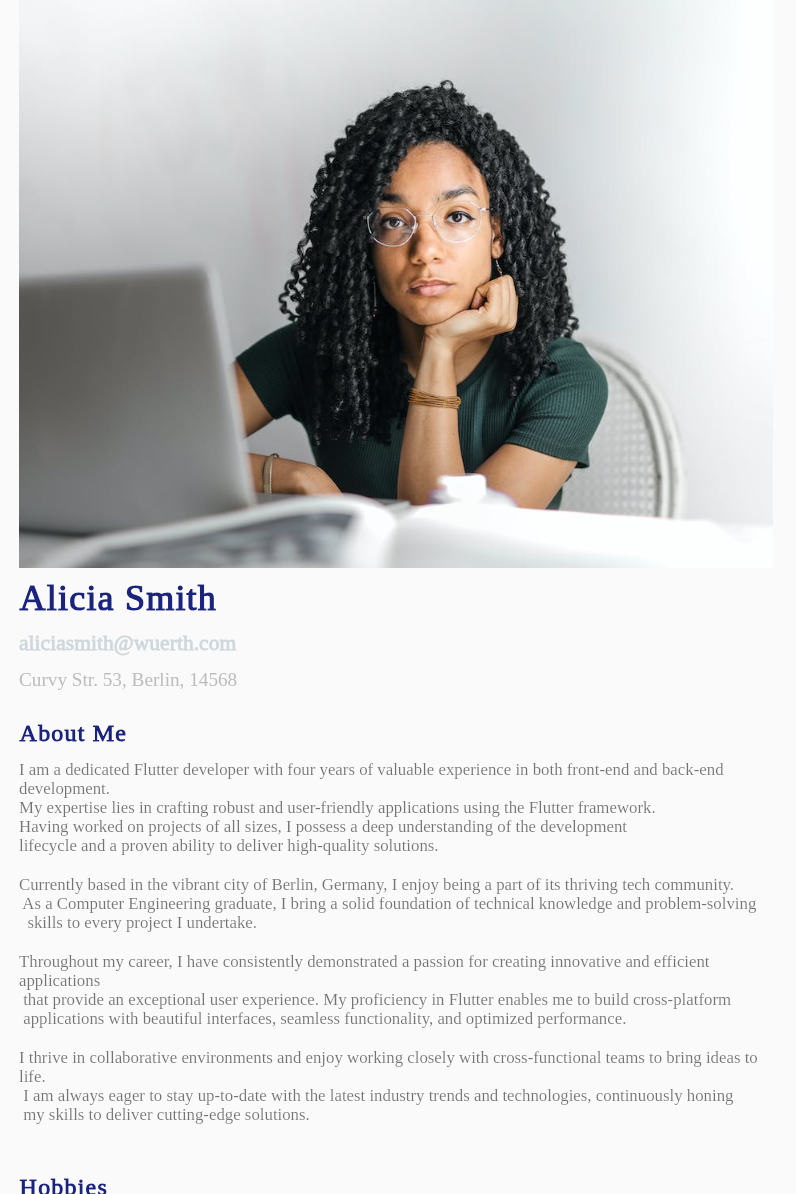 Alicia Smith
aliciasmith@wuerth.com
Curvy Str. 53, Berlin, 14568
About Me
I am a dedicated Flutter developer with four years of valuable experience in both front-end and back-end
development.
My expertise lies in crafting robust and user-friendly applications using the Flutter framework.
Having worked on projects of all sizes, I possess a deep understanding of the development
lifecycle and a proven ability to deliver high-quality solutions.
Currently based in the vibrant city of Berlin, Germany, I enjoy being a part of its thriving tech community.
As a Computer Engineering graduate, I bring a solid foundation of technical knowledge and problem-solving
skills to every project I undertake.
Throughout my career, I have consistently demonstrated a passion for creating innovative and efficient
applications
that provide an exceptional user experience. My proficiency in Flutter enables me to build cross-platform
applications with beautiful interfaces, seamless functionality, and optimized performance.
I thrive in collaborative environments and enjoy working closely with cross-functional teams to bring ideas to
life.
I am always eager to stay up-to-date with the latest industry trends and technologies, continuously honing
my skills to deliver cutting-edge solutions.
Hobbies